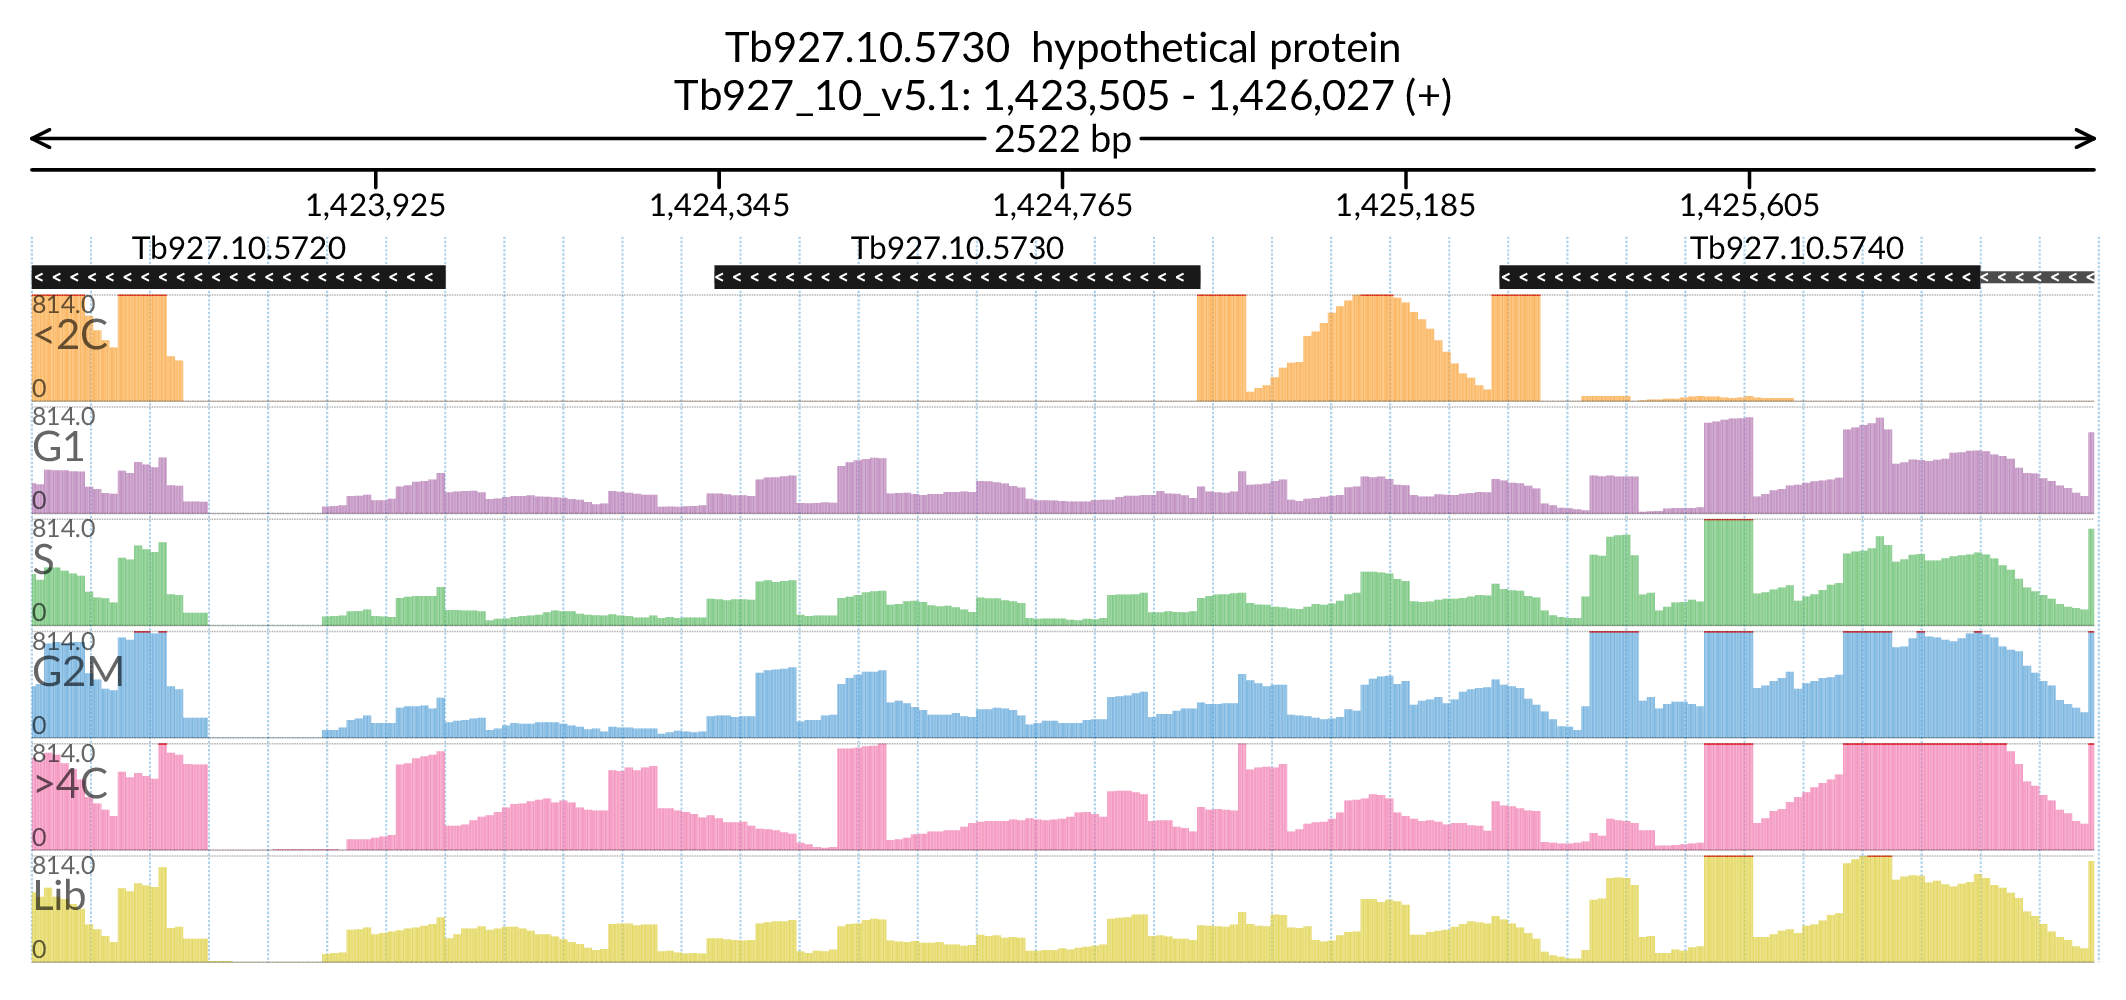 Tb927.10.5730 hypothetical protein
Tb927_10_v5.1: 1,423,505 - 1,426,027 (+)
2522 bp
1,423,925 1,424,345 1,424,765 1,425,185 1,425,605
Tb927.10.5720 Tb927.10.5730 Tb927.10.5740
814.0
<2C
0
814.0
G1
0
814.0
S
0
814.0
G2M
0
814.0
>4C
0
814.0
Lib
0